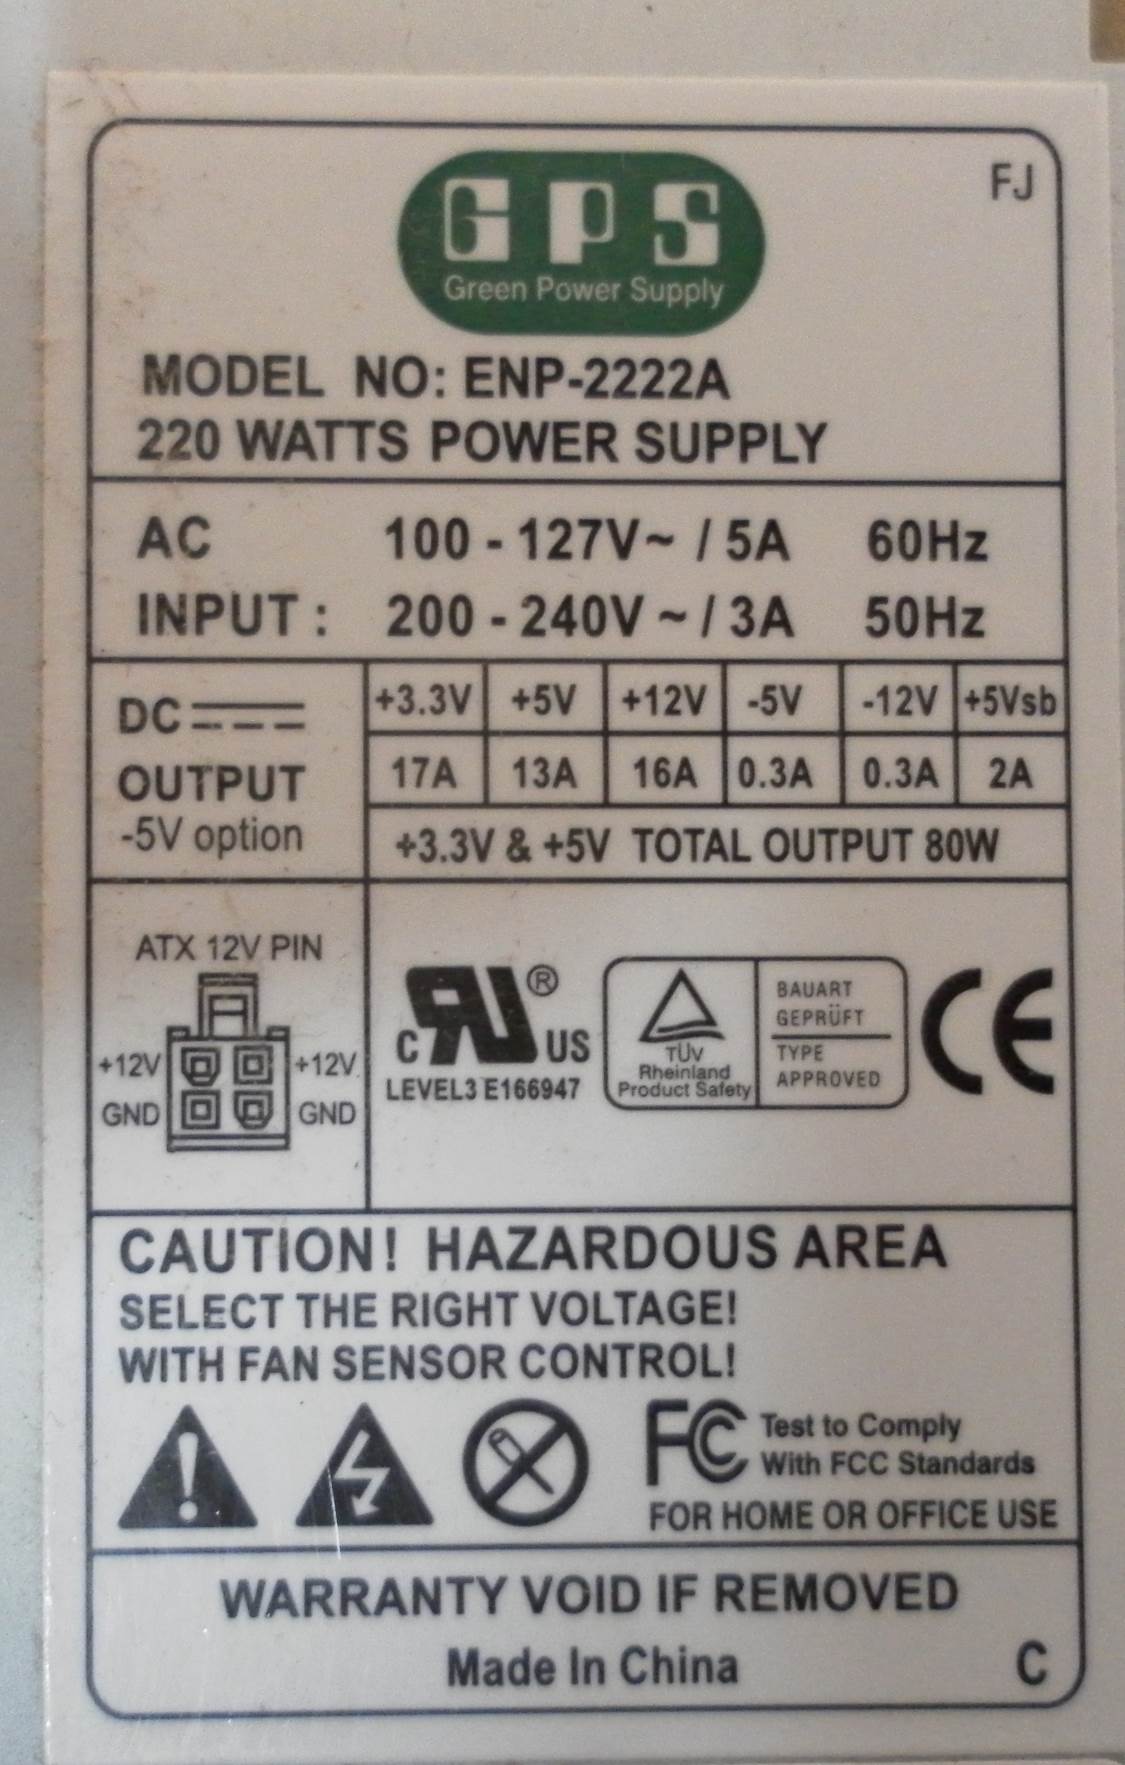 FJ
GPS
Green Power Supply
MODEL NO: ENP-2222A
220 WATTS POWER SUPPLY
AC 100 - 127V~ / 5A 60Hz
INPUT : 200 - 240V ~ / 3A 50Hz
DC
OUTPUT
-5V option
+3.3V +5V +12V -5V -12V +5Vsb
17A 13A 16A 0.3A 0.3A 2A
+3.3V & +5V TOTAL OUTPUT 80W
ATX 12V PIN
+12V +12V
GND GND
C RU ® US
LEVEL3 E166947
TÜV
Rheinland
Product Safety
BAUART
GEPRÜFT
TYPE
APPROVED
CE
CAUTION! HAZARDOUS AREA
SELECT THE RIGHT VOLTAGE!
WITH FAN SENSOR CONTROL!
FC Test to Comply
With FCC Standards
FOR HOME OR OFFICE USE
WARRANTY VOID IF REMOVED
Made In China C